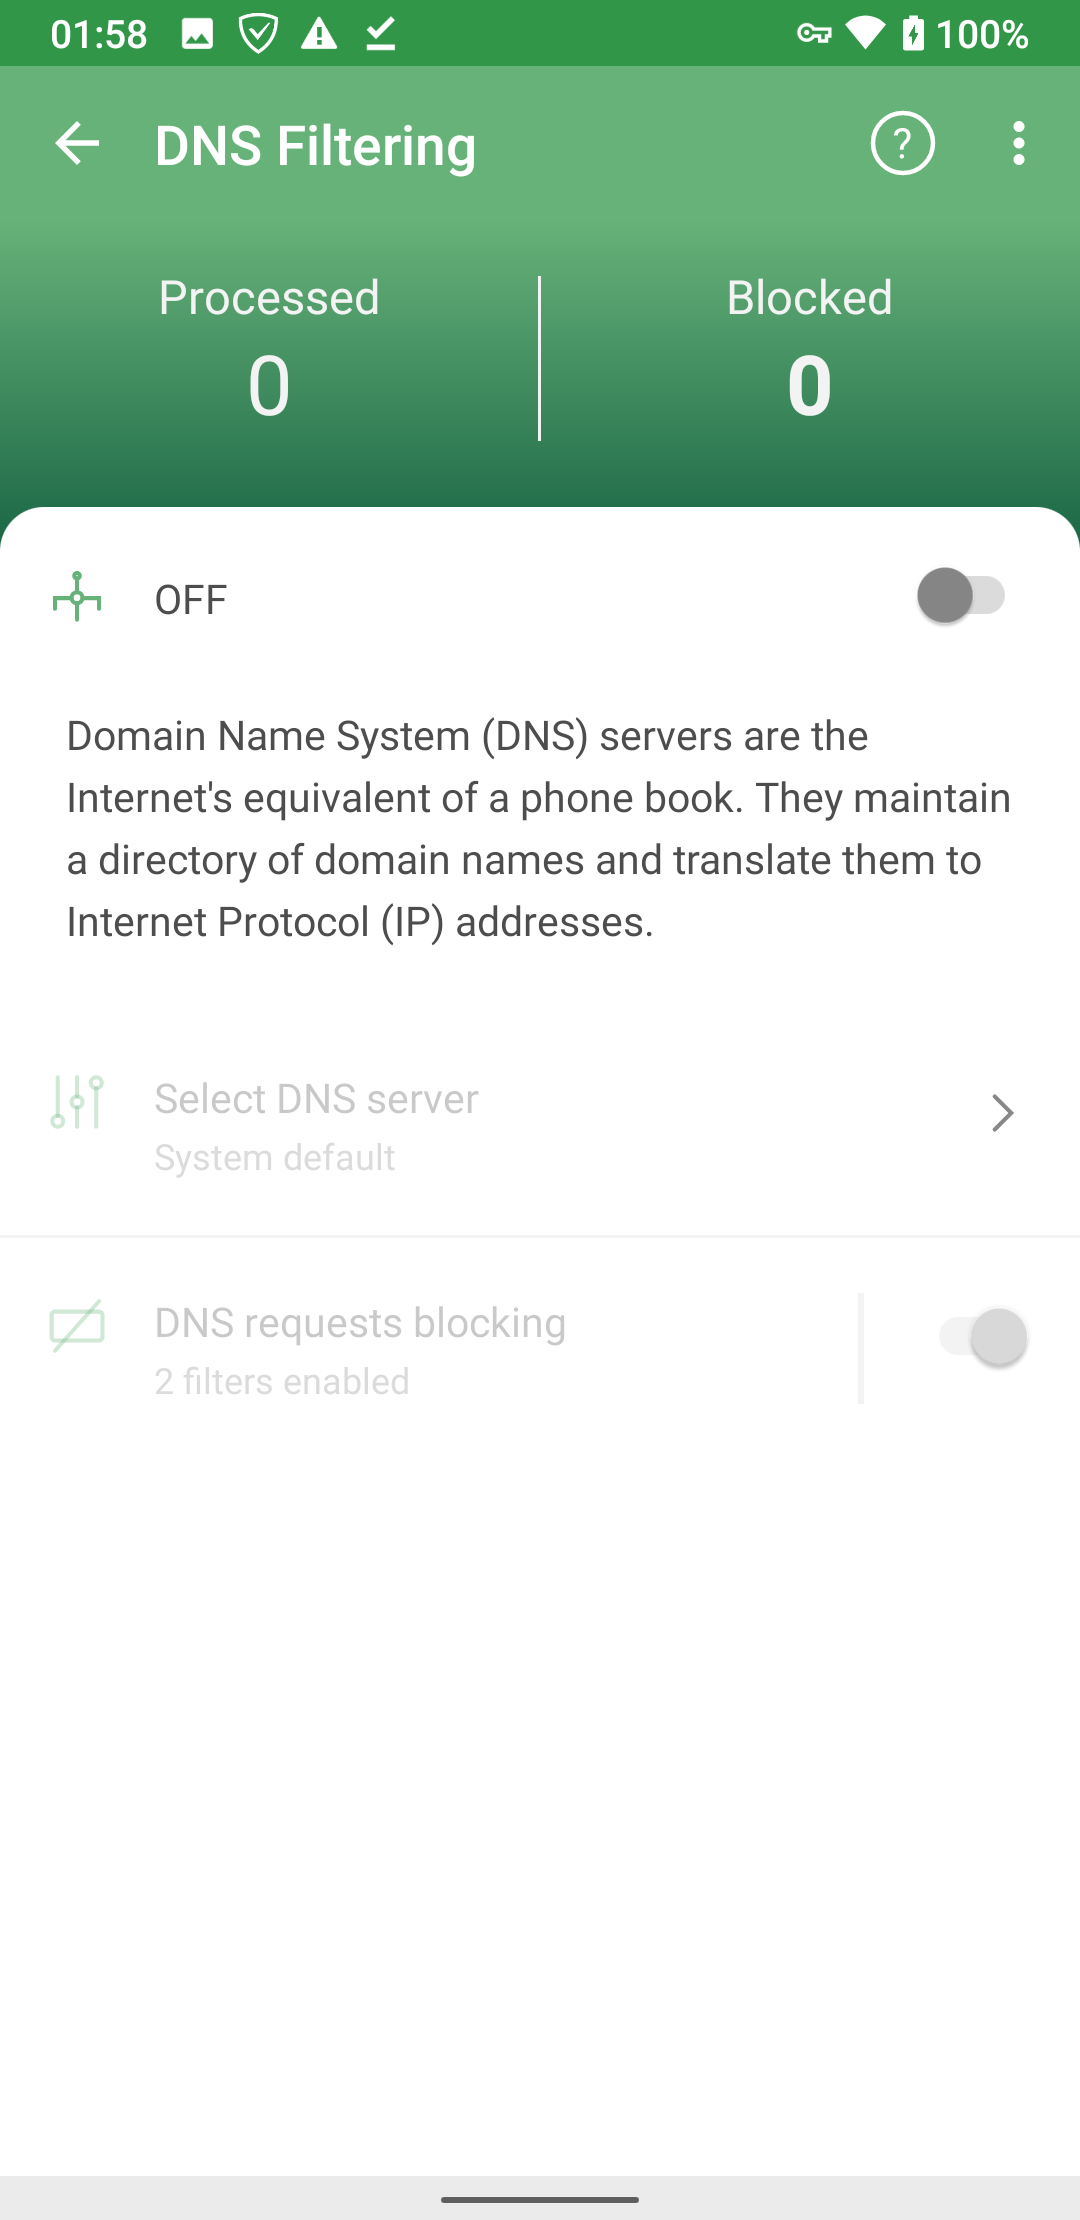 01:58
100%
DNS Filtering
?
Processed
Blocked
0
0
OFF
Domain Name System (DNS) servers are the
Internet's equivalent of a phone book. They maintain
a directory of domain names and translate them to
Internet Protocol (IP) addresses.
Select DNS server
System default
DNS requests blocking
2 filters enabled